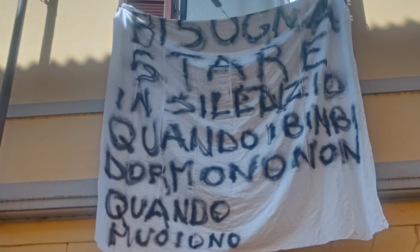 BISOGNA
STARE
IN SILENZIO
QUANDO I BIMBI
DORMONO NON
QUANDO
MUOIONO